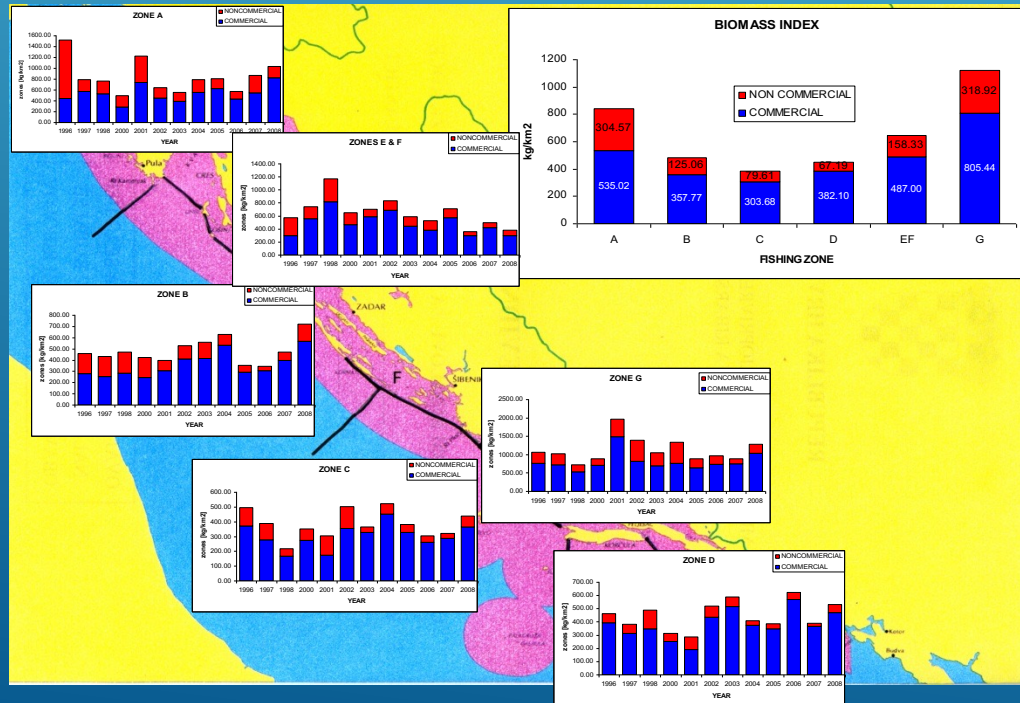 ZONE A
NONCOMMERCIAL
COMMERCIAL
zones [kg/km2]
1600.00
1400.00
1200.00
1000.00
800.00
600.00
400.00
200.00
0.00
1996 1997 1998 2000 2001 2002 2003 2004 2005 2006 2007 2008
YEAR
BIOMASS INDEX
NON COMMERCIAL
COMMERCIAL
kg/km2
1200
1000
800
600
400
200
0
304.57
535.02
125.06
357.77
79.61
303.68
67.19
382.10
158.33
487.00
318.92
805.44
A B C D EF G
FISHING ZONE
ZONES E & F
NONCOMMERCIAL
COMMERCIAL
zones [kg/km2]
1400.00
1200.00
1000.00
800.00
600.00
400.00
200.00
0.00
1996 1997 1998 2000 2001 2002 2003 2004 2005 2006 2007 2008
YEAR
Pula
CRES
ZONE B
NONCOMMERCIAL
COMMERCIAL
zones [kg/km2]
800.00
700.00
600.00
500.00
400.00
300.00
200.00
100.00
0.00
1996 1997 1998 2000 2001 2002 2003 2004 2005 2006 2007 2008
YEAR
ZADAR
F
ŠIBENIK
ZONE G
NONCOMMERCIAL
COMMERCIAL
zones [kg/km2]
2500.00
2000.00
1500.00
1000.00
500.00
0.00
1996 1997 1998 2000 2001 2002 2003 2004 2005 2006 2007 2008
YEAR
ZONE C
NONCOMMERCIAL
COMMERCIAL
zones [kg/km2]
600.00
500.00
400.00
300.00
200.00
100.00
0.00
1996 1997 1998 2000 2001 2002 2003 2004 2005 2006 2007 2008
YEAR
ZONE D
NONCOMMERCIAL
COMMERCIAL
zones [kg/km2]
700.00
600.00
500.00
400.00
300.00
200.00
100.00
0.00
1996 1997 1998 2000 2001 2002 2003 2004 2005 2006 2007 2008
YEAR
Budva